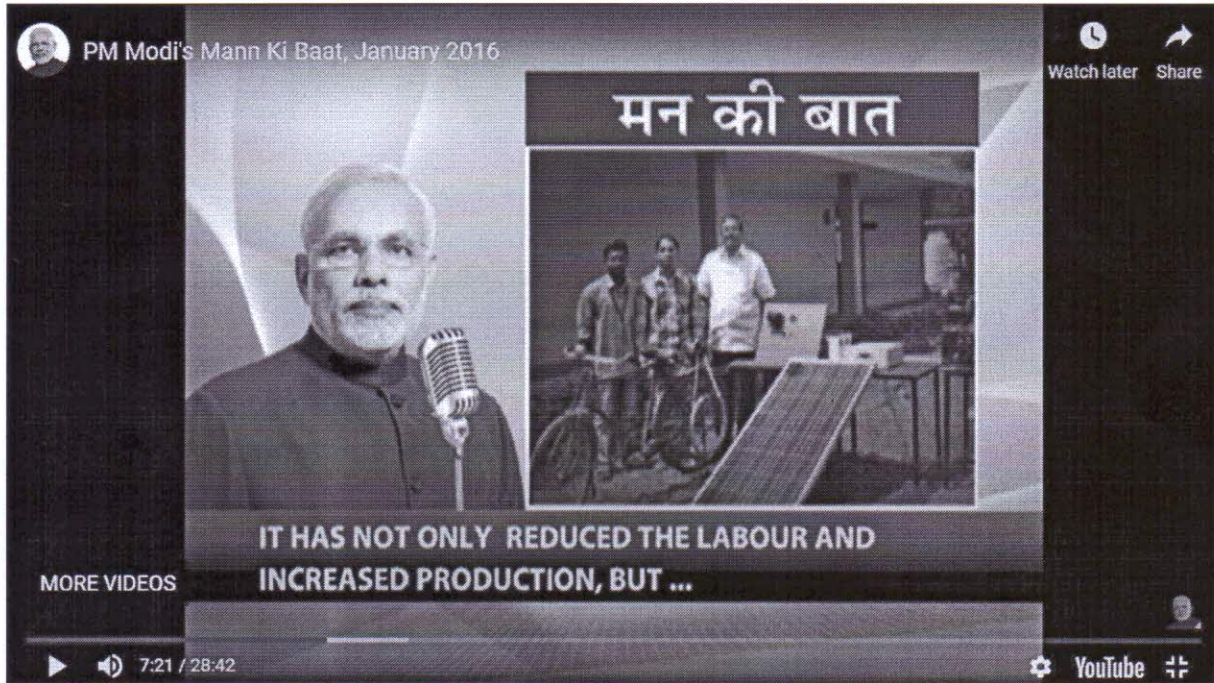 PM Modi's Mann Ki Baat, January 2016
Watch later Share
मन की बात
IT HAS NOT ONLY REDUCED THE LABOUR AND
INCREASED PRODUCTION, BUT ...
MORE VIDEOS
7:21 / 28:42
YouTube